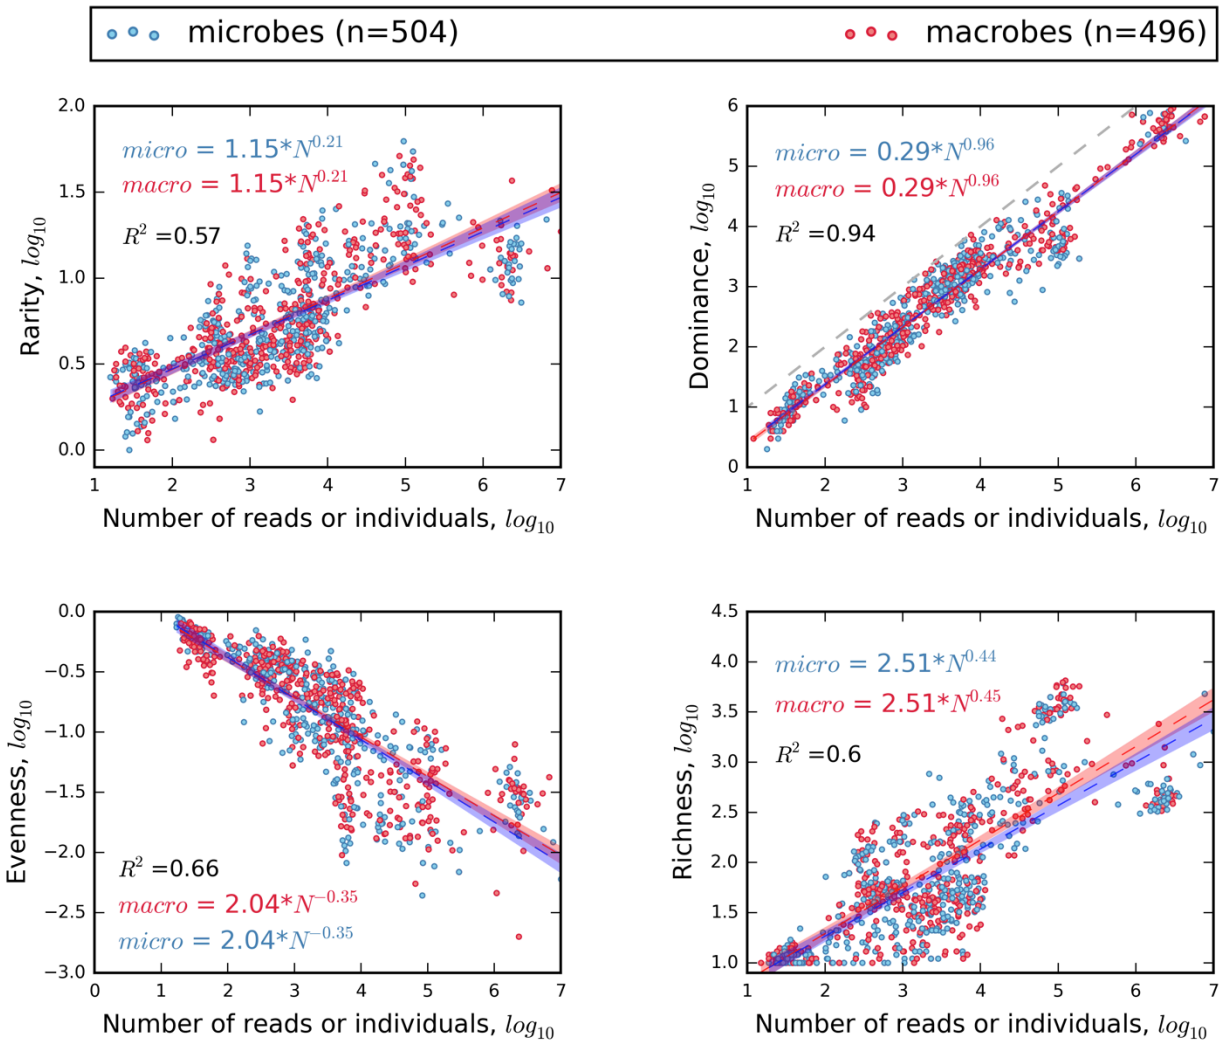 microbes (n=504)
macrobes (n=496)
2.0
1.5
1.0
0.5
0.0
Rarity, log10
micro = 1.15*N^0.21
macro = 1.15*N^0.21
R^2 =0.57
1 2 3 4 5 6 7
Number of reads or individuals, log10
6
5
4
3
2
1
0
Dominance, log10
micro = 0.29*N^0.96
macro = 0.29*N^0.96
R^2 =0.94
1 2 3 4 5 6 7
Number of reads or individuals, log10
0.0
−0.5
−1.0
−1.5
−2.0
−2.5
−3.0
Evenness, log10
R^2 =0.66
macro = 2.04*N^−0.35
micro = 2.04*N^−0.35
0 1 2 3 4 5 6 7
Number of reads or individuals, log10
4.5
4.0
3.5
3.0
2.5
2.0
1.5
1.0
Richness, log10
micro = 2.51*N^0.44
macro = 2.51*N^0.45
R^2 =0.6
1 2 3 4 5 6 7
Number of reads or individuals, log10